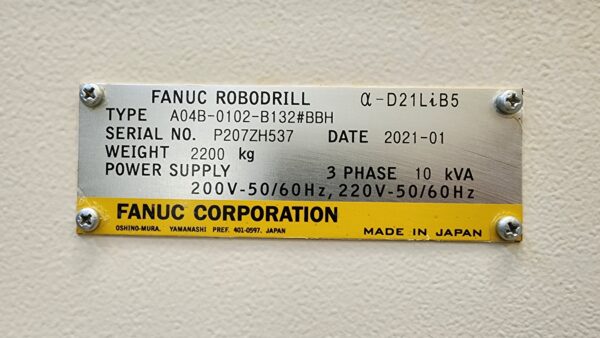 FANUC ROBODRILL α-D21LiB5
TYPE A04B-0102-B132#BBH
SERIAL NO. P207ZH537 DATE 2021-01
WEIGHT 2200 kg
POWER SUPPLY 3 PHASE 10 kVA
200V-50/60Hz, 220V-50/60Hz
FANUC CORPORATION
OSHINO-MURA. YAMANASHI PREF. 401-0597. JAPAN MADE IN JAPAN